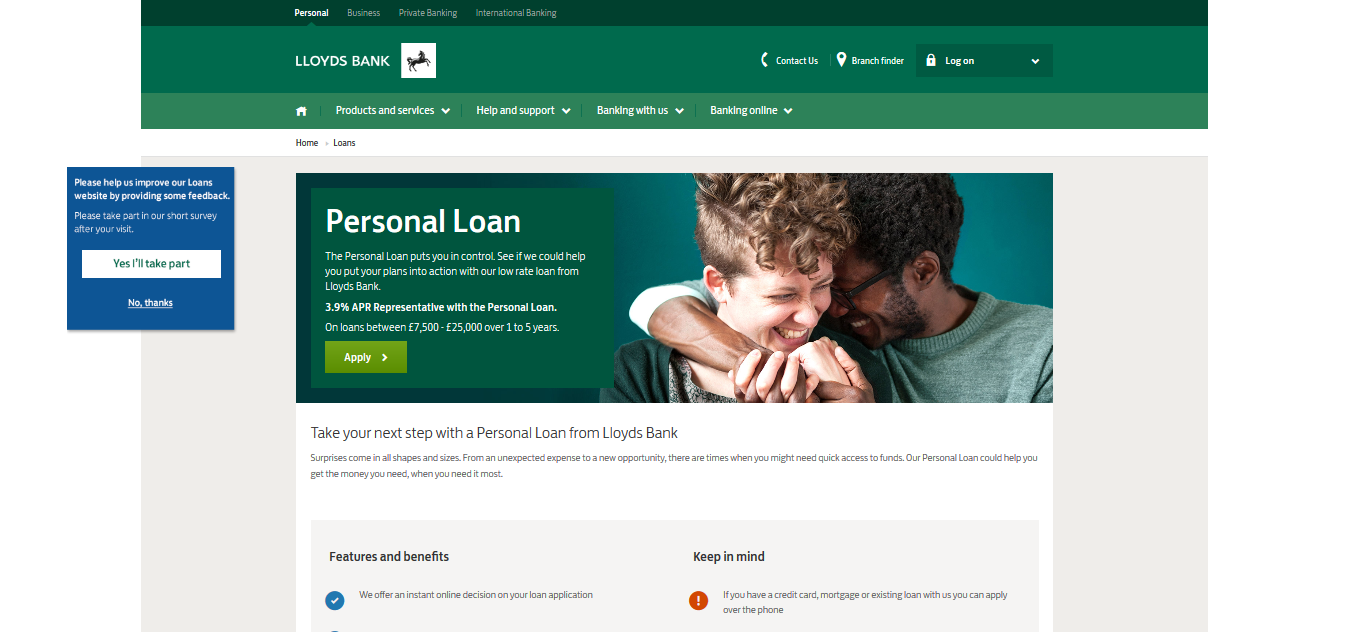 Personal Business Private Banking International Banking
LLOYDS BANK
Contact Us Branch finder Log on
Products and services Help and support Banking with us Banking online
Home » Loans
Please help us improve our Loans
website by providing some feedback.
Please take part in our short survey
after your visit.
Yes I'll take part
No, thanks
Personal Loan
The Personal Loan puts you in control. See if we could help
you put your plans into action with our low rate loan from
Lloyds Bank.
3.9% APR Representative with the Personal Loan.
On loans between £7,500 - £25,000 over 1 to 5 years.
Apply
Take your next step with a Personal Loan from Lloyds Bank
Surprises come in all shapes and sizes. From an unexpected expense to a new opportunity, there are times when you might need quick access to funds. Our Personal Loan could help you
get the money you need, when you need it most.
Features and benefits
We offer an instant online decision on your loan application
Keep in mind
If you have a credit card, mortgage or existing loan with us you can apply
over the phone